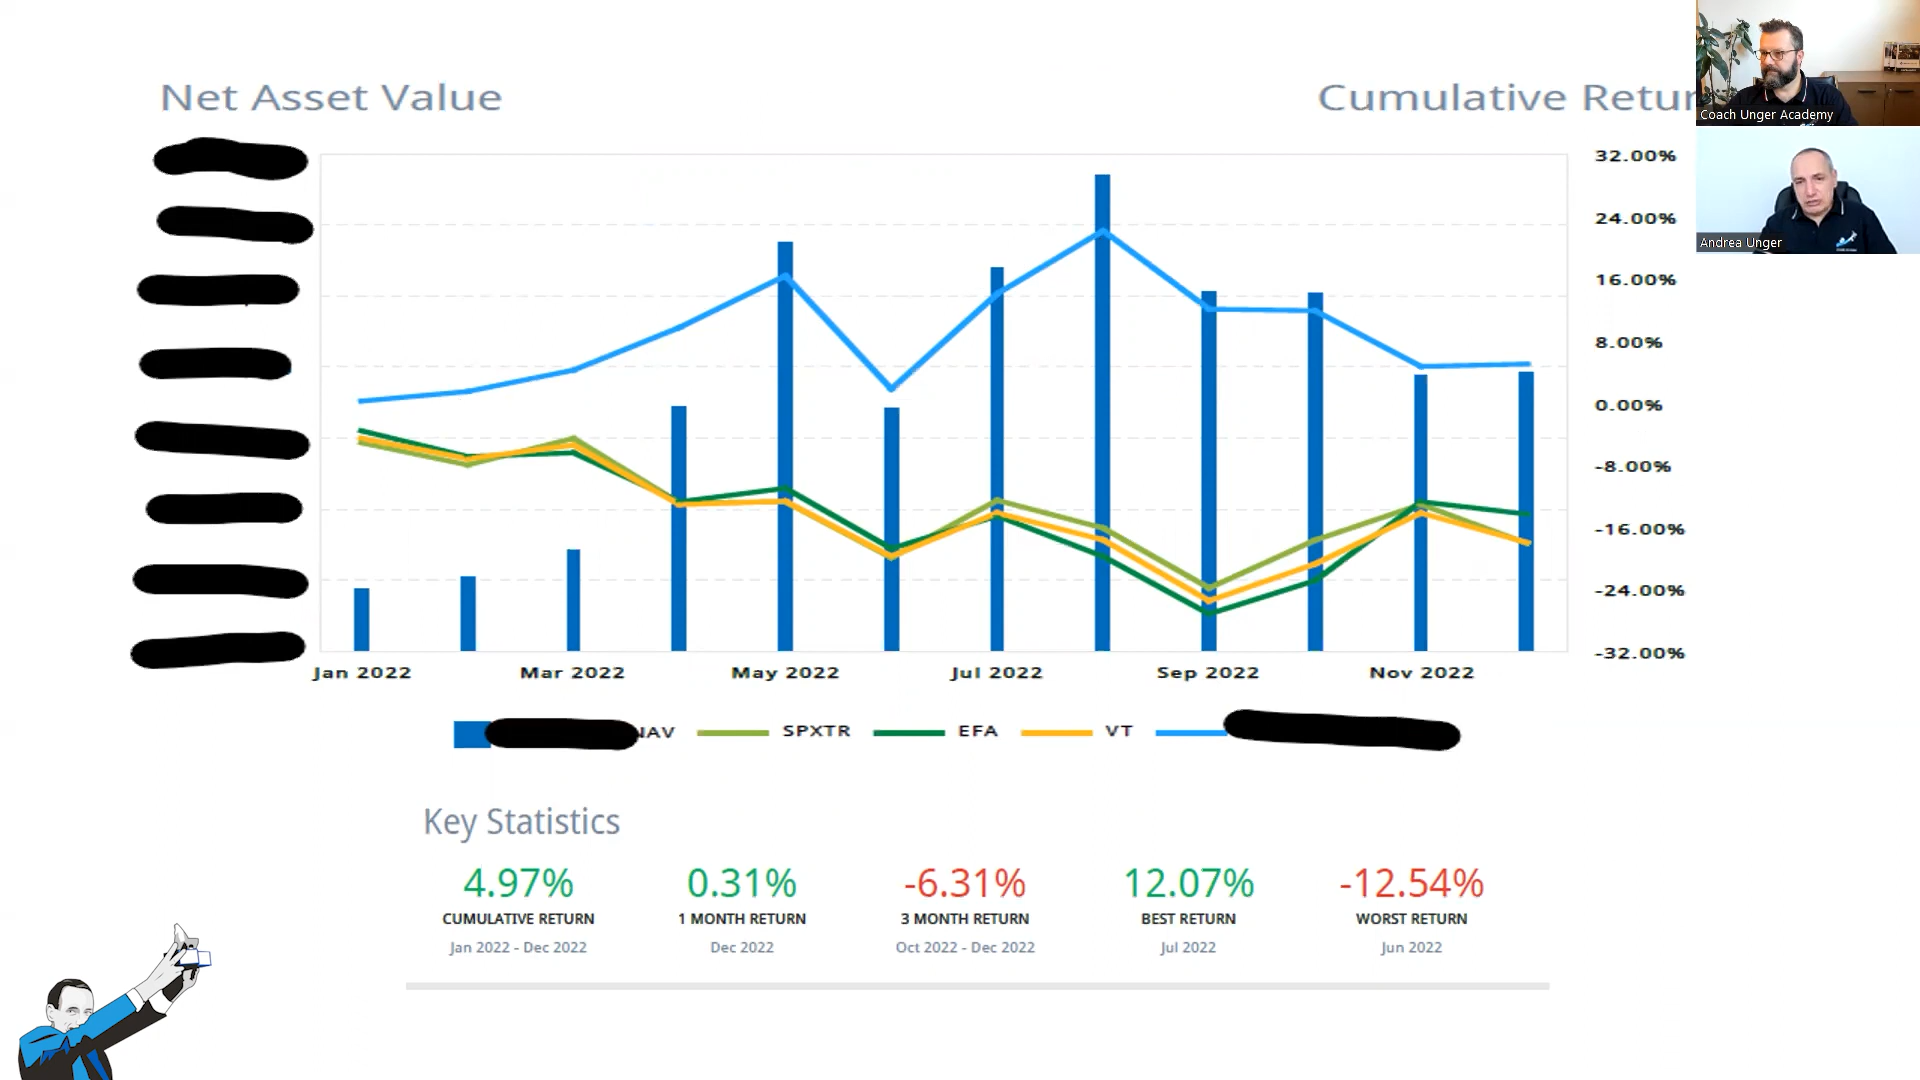 Net Asset Value
Cumulative Retur
Coach Unger Academy
Andrea Unger
32.00%
24.00%
16.00%
8.00%
0.00%
-8.00%
-16.00%
-24.00%
-32.00%
Jan 2022 Mar 2022 May 2022 Jul 2022 Sep 2022 Nov 2022
NAV SPXTR EFA VT
Key Statistics
4.97% 0.31% -6.31% 12.07% -12.54%
CUMULATIVE RETURN 1 MONTH RETURN 3 MONTH RETURN BEST RETURN WORST RETURN
Jan 2022 - Dec 2022 Dec 2022 Oct 2022 - Dec 2022 Jul 2022 Jun 2022